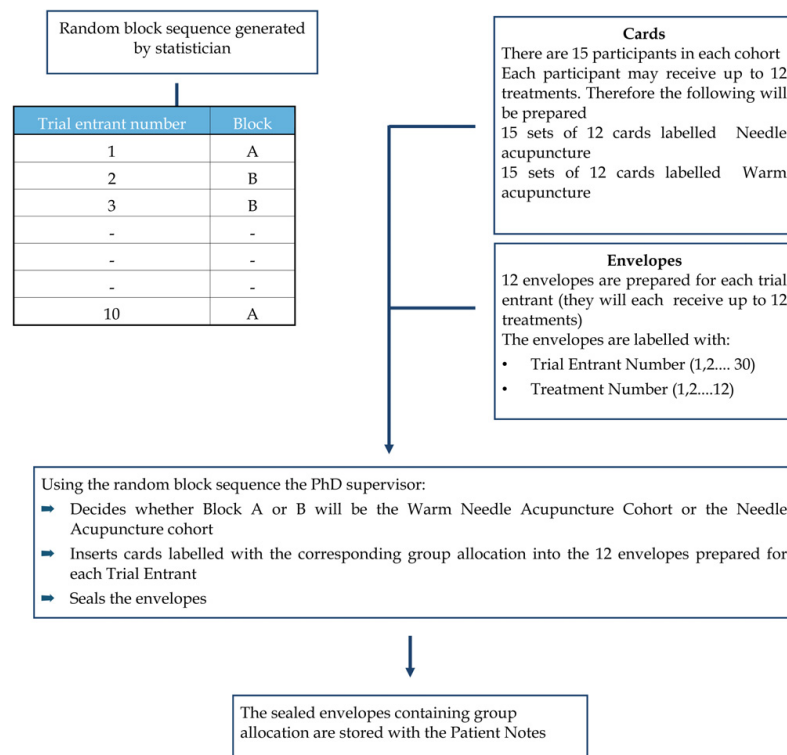 Random block sequence generated
by statistician
Trial entrant number Block
1 A
2 B
3 B
- -
- -
- -
10 A
Cards
There are 15 participants in each cohort
Each participant may receive up to 12
treatments. Therefore the following will
be prepared
15 sets of 12 cards labelled Needle
acupuncture
15 sets of 12 cards labelled Warm
acupuncture
Envelopes
12 envelopes are prepared for each trial
entrant (they will each receive up to 12
treatments)
The envelopes are labelled with:
• Trial Entrant Number (1,2.... 30)
• Treatment Number (1,2....12)
Using the random block sequence the PhD supervisor:
➡ Decides whether Block A or B will be the Warm Needle Acupuncture Cohort or the Needle
Acupuncture cohort
➡ Inserts cards labelled with the corresponding group allocation into the 12 envelopes prepared for
each Trial Entrant
➡ Seals the envelopes
The sealed envelopes containing group
allocation are stored with the Patient Notes